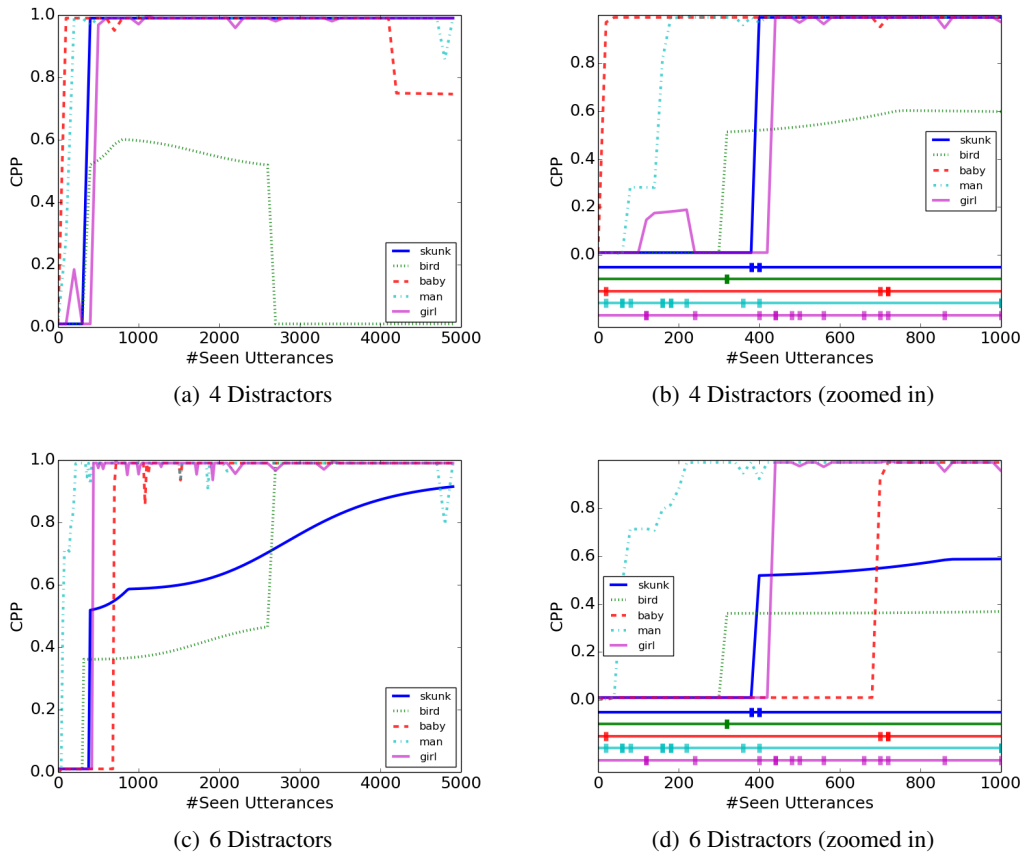 1.0
0.8
0.6
0.4
0.2
0.0
CPP
0 1000 2000 3000 4000 5000
#Seen Utterances
skunk
bird
baby
man
girl
(a) 4 Distractors
0.8
0.6
0.4
0.2
0.0
CPP
0 200 400 600 800 1000
#Seen Utterances
skunk
bird
baby
man
girl
(b) 4 Distractors (zoomed in)
1.0
0.8
0.6
0.4
0.2
0.0
CPP
0 1000 2000 3000 4000 5000
#Seen Utterances
skunk
bird
baby
man
girl
(c) 6 Distractors
0.8
0.6
0.4
0.2
0.0
CPP
0 200 400 600 800 1000
#Seen Utterances
skunk
bird
baby
man
girl
(d) 6 Distractors (zoomed in)